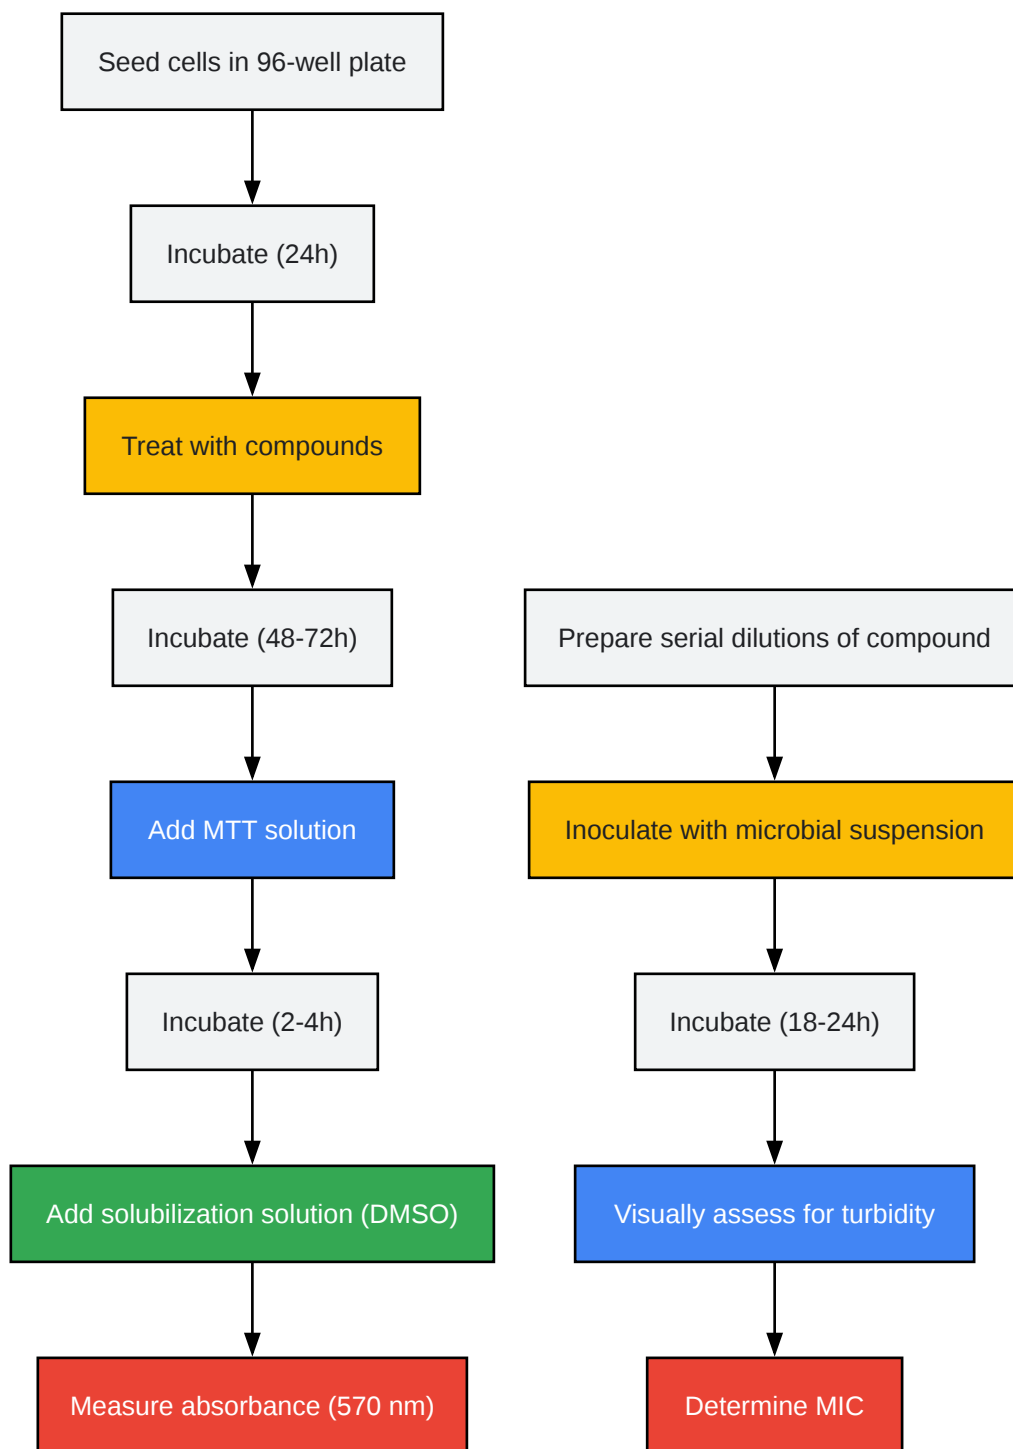 Seed cells in 96-well plate
Incubate (24h)
Treat with compounds
Incubate (48-72h)
Add MTT solution
Incubate (2-4h)
Add solubilization solution (DMSO)
Measure absorbance (570 nm)
Prepare serial dilutions of compound
Inoculate with microbial suspension
Incubate (18-24h)
Visually assess for turbidity
Determine MIC